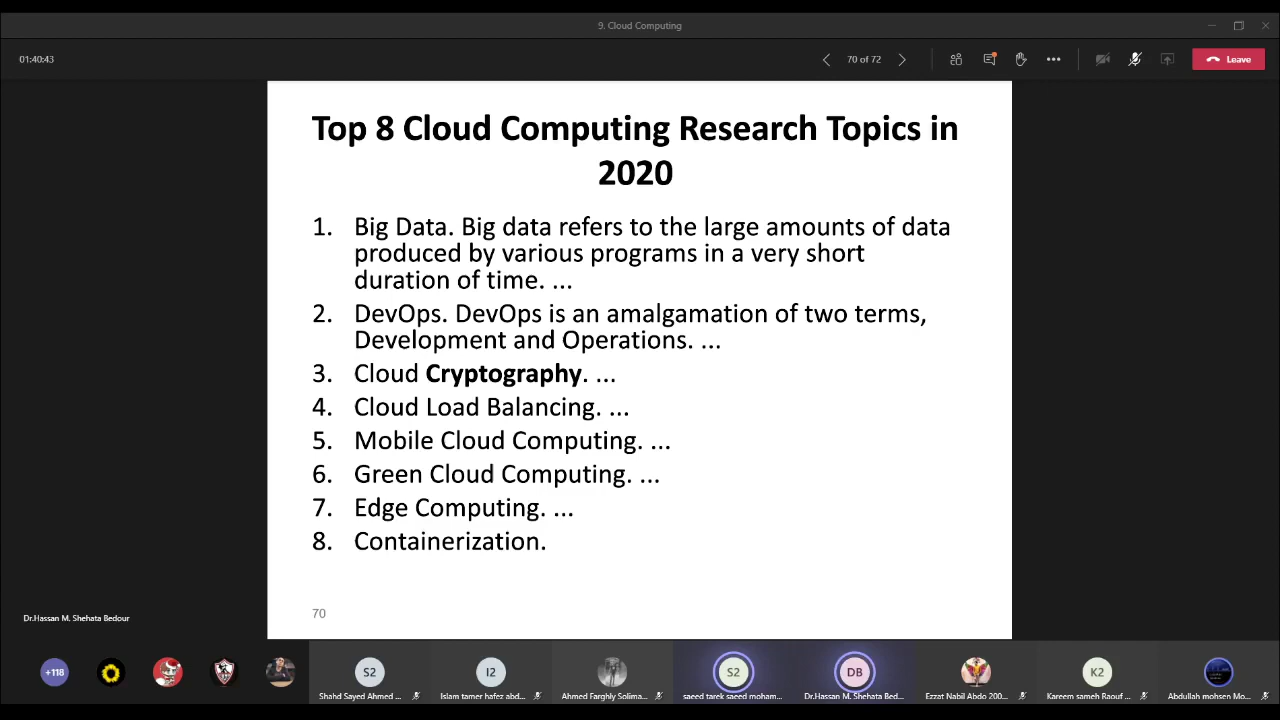 9. Cloud Computing
01:40:43
70 of 72
Leave
Top 8 Cloud Computing Research Topics in
2020
1. Big Data. Big data refers to the large amounts of data
produced by various programs in a very short
duration of time. ...
2. DevOps. DevOps is an amalgamation of two terms,
Development and Operations. ...
3. Cloud Cryptography. ...
4. Cloud Load Balancing. ...
5. Mobile Cloud Computing. ...
6. Green Cloud Computing. ...
7. Edge Computing. ...
8. Containerization.
70
Dr.Hassan M. Shehata Bedour
+118
S2
I2
S2
DB
K2
Shahd Sayed Ahmed ...
Islam tamer hafez abd...
Ahmed Farghly Solima...
saeed tarek saeed moham...
Dr.Hassan M. Shehata Bed...
Ezzat Nabil Abdo 200...
Kareem sameh Raouf ...
Abdullah mohsen Mo...